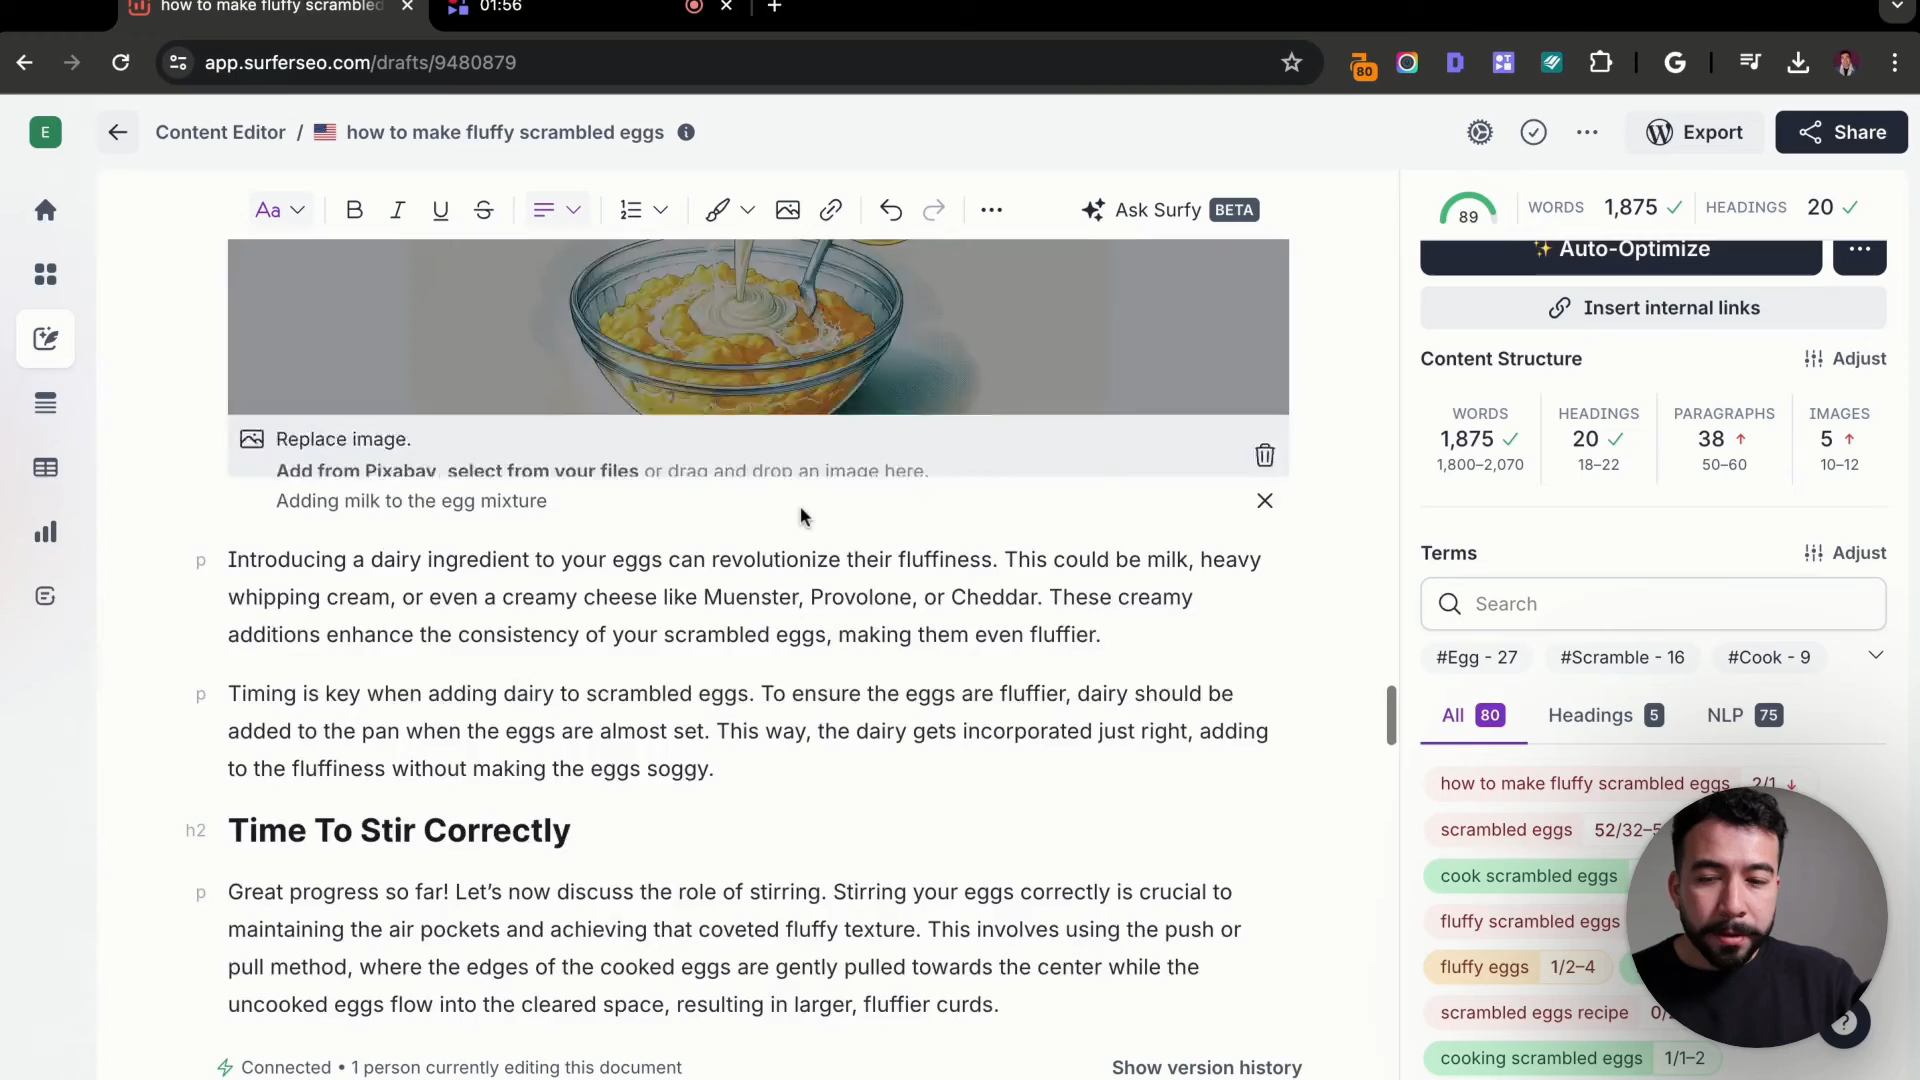 how to make fluffy scrambled
01:56
app.surferseo.com/drafts/9480879
80
E
Content Editor / how to make fluffy scrambled eggs
Export
Share
Aa
B I U S
Ask Surfy BETA
89
WORDS 1,875
HEADINGS 20
Auto-Optimize
Insert internal links
Content Structure
Adjust
WORDS HEADINGS PARAGRAPHS IMAGES
1,875 20 38 5
1,800–2,070 18–22 50–60 10–12
Terms
Adjust
Search
#Egg - 27 #Scramble - 16 #Cook - 9
All 80 Headings 5 NLP 75
how to make fluffy scrambled eggs 2/1
scrambled eggs 52/32–5
cook scrambled eggs
fluffy scrambled eggs
fluffy eggs 1/2–4
scrambled eggs recipe 0/
cooking scrambled eggs 1/1–2
Replace image.
Add from Pixabay, select from your files or drag and drop an image here.
Adding milk to the egg mixture
p Introducing a dairy ingredient to your eggs can revolutionize their fluffiness. This could be milk, heavy
whipping cream, or even a creamy cheese like Muenster, Provolone, or Cheddar. These creamy
additions enhance the consistency of your scrambled eggs, making them even fluffier.
p Timing is key when adding dairy to scrambled eggs. To ensure the eggs are fluffier, dairy should be
added to the pan when the eggs are almost set. This way, the dairy gets incorporated just right, adding
to the fluffiness without making the eggs soggy.
h2 Time To Stir Correctly
p Great progress so far! Let’s now discuss the role of stirring. Stirring your eggs correctly is crucial to
maintaining the air pockets and achieving that coveted fluffy texture. This involves using the push or
pull method, where the edges of the cooked eggs are gently pulled towards the center while the
uncooked eggs flow into the cleared space, resulting in larger, fluffier curds.
Connected • 1 person currently editing this document
Show version history